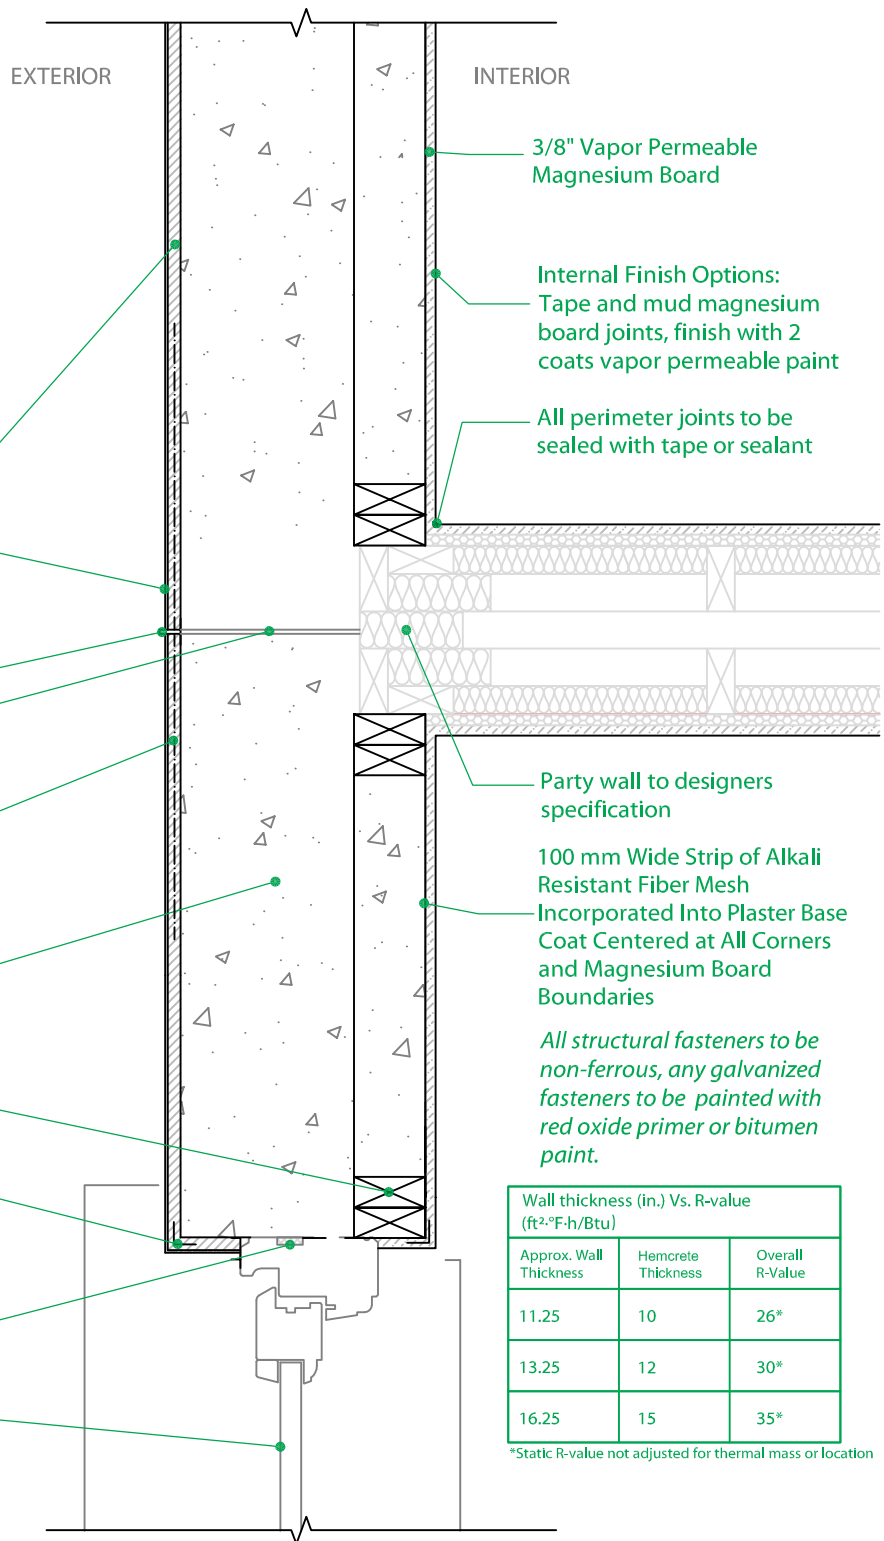 EXTERIOR
INTERIOR
3/8" Vapor Permeable
Magnesium Board
Internal Finish Options:
Tape and mud magnesium
board joints, finish with 2
coats vapor permeable paint
All perimeter joints to be
sealed with tape or sealant
Party wall to designers
specification
100 mm Wide Strip of Alkali
Resistant Fiber Mesh
Incorporated Into Plaster Base
Coat Centered at All Corners
and Magnesium Board
Boundaries
All structural fasteners to be
non-ferrous, any galvanized
fasteners to be painted with
red oxide primer or bitumen
paint.
Wall thickness (in.) Vs. R-value
(ft²·°F·h/Btu)
Approx. Wall Thickness Hemcrete Thickness Overall R-Value
11.25 10 26*
13.25 12 30*
16.25 15 35*
*Static R-value not adjusted for thermal mass or location